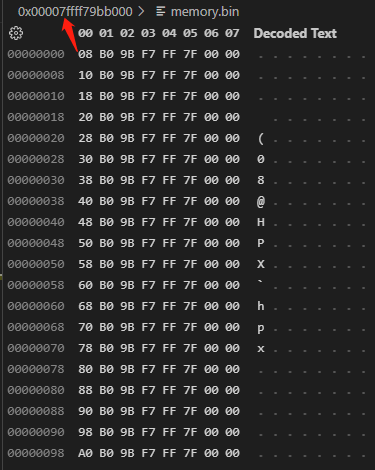 0x00007ffff79bb000 > memory.bin
00 01 02 03 04 05 06 07 Decoded Text
00000000 08 B0 9B F7 FF 7F 00 00 . . . . . . . .
00000008 10 B0 9B F7 FF 7F 00 00 . . . . . . . .
00000010 18 B0 9B F7 FF 7F 00 00 . . . . . . . .
00000018 20 B0 9B F7 FF 7F 00 00 . . . . . . .
00000020 28 B0 9B F7 FF 7F 00 00 ( . . . . . . .
00000028 30 B0 9B F7 FF 7F 00 00 0 . . . . . . .
00000030 38 B0 9B F7 FF 7F 00 00 8 . . . . . . .
00000038 40 B0 9B F7 FF 7F 00 00 @ . . . . . . .
00000040 48 B0 9B F7 FF 7F 00 00 H . . . . . . .
00000048 50 B0 9B F7 FF 7F 00 00 P . . . . . . .
00000050 58 B0 9B F7 FF 7F 00 00 X . . . . . . .
00000058 60 B0 9B F7 FF 7F 00 00 ` . . . . . . .
00000060 68 B0 9B F7 FF 7F 00 00 h . . . . . . .
00000068 70 B0 9B F7 FF 7F 00 00 p . . . . . . .
00000070 78 B0 9B F7 FF 7F 00 00 x . . . . . . .
00000078 80 B0 9B F7 FF 7F 00 00 . . . . . . . .
00000080 88 B0 9B F7 FF 7F 00 00 . . . . . . . .
00000088 90 B0 9B F7 FF 7F 00 00 . . . . . . . .
00000090 98 B0 9B F7 FF 7F 00 00 . . . . . . . .
00000098 A0 B0 9B F7 FF 7F 00 00 . . . . . . . .